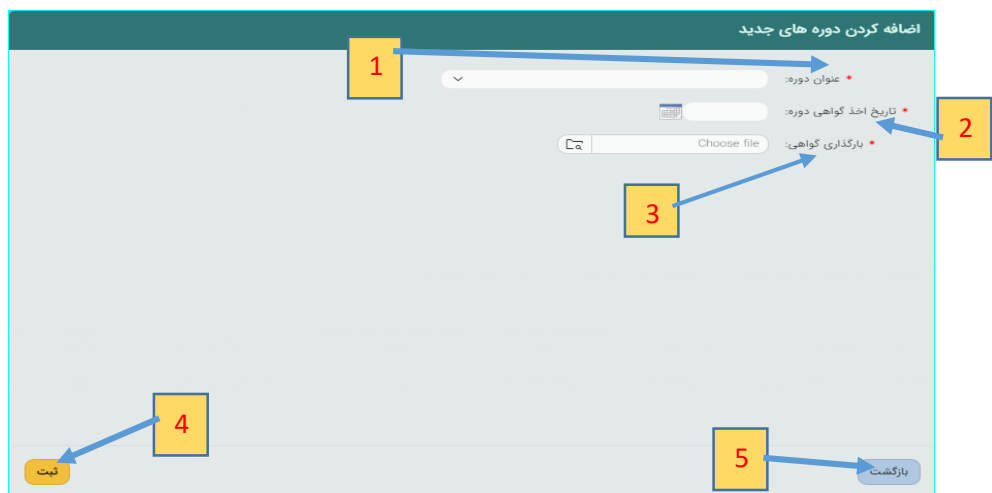 اضافه کردن دوره های جدید
1
* عنوان دوره:
* تاریخ اخذ گواهی دوره:
2
* بارگذاری گواهی: Choose file
3
4
5
بازگشت
ثبت